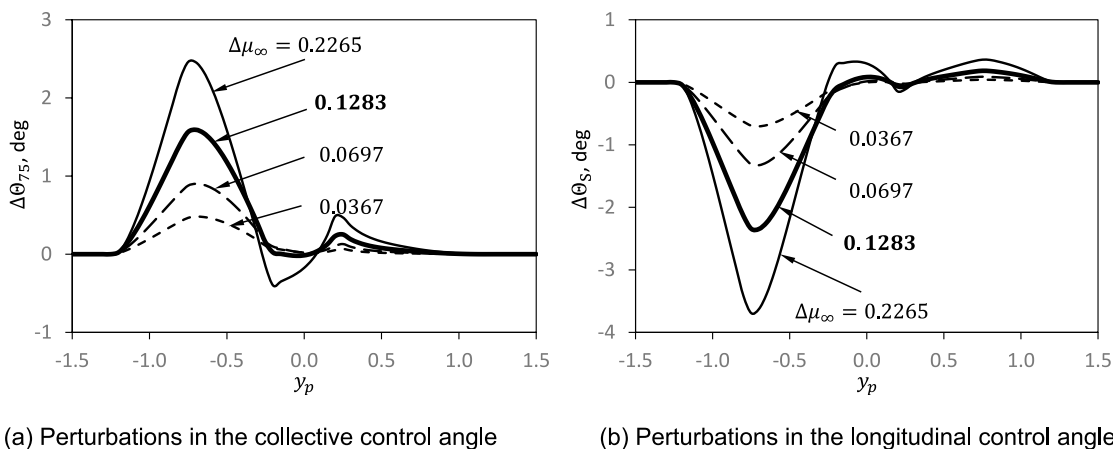 3
2
1
0
-1
ΔΘ₇₅, deg
Δμ∞ = 0.2265
0.1283
0.0697
0.0367
-1.5 -1.0 -0.5 0.0 0.5 1.0 1.5
yₚ
(a) Perturbations in the collective control angle
1
0
-1
-2
-3
-4
ΔΘS, deg
0.0367
0.0697
0.1283
Δμ∞ = 0.2265
-1.5 -1.0 -0.5 0.0 0.5 1.0 1.5
yₚ
(b) Perturbations in the longitudinal control angle